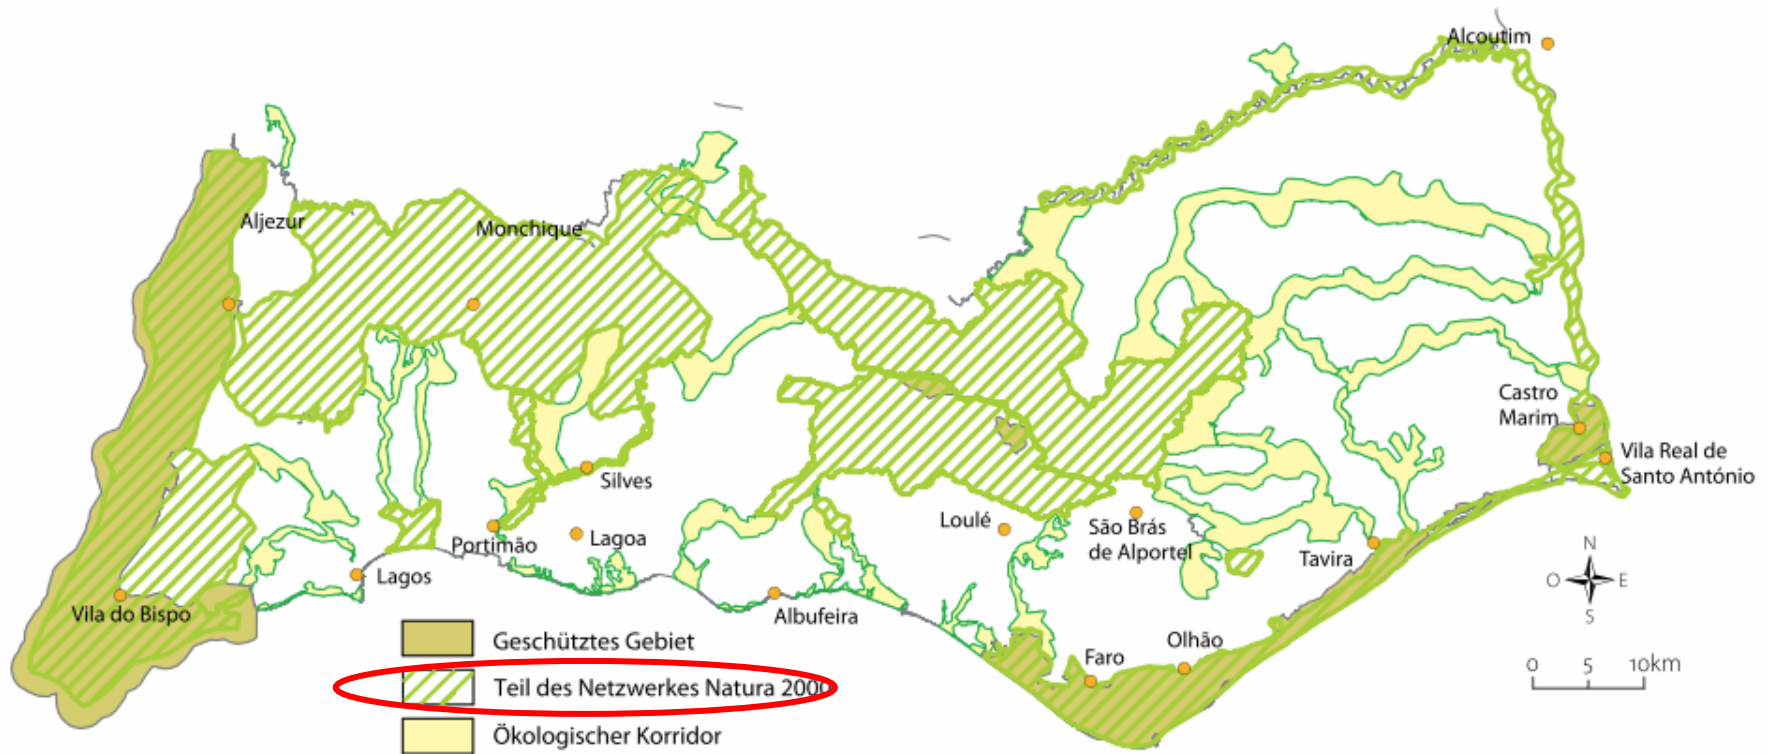 Alcoutim
Aljezur
Monchique
Castro
Marim
Vila Real de
Santo António
Silves
Loulé
São Brás
de Alportel
Portimão
Lagoa
Tavira
Lagos
Vila do Bispo
Albufeira
Olhão
Faro
N
O E
S
0 5 10km
Geschütztes Gebiet
Teil des Netzwerkes Natura 2000
Ökologischer Korridor